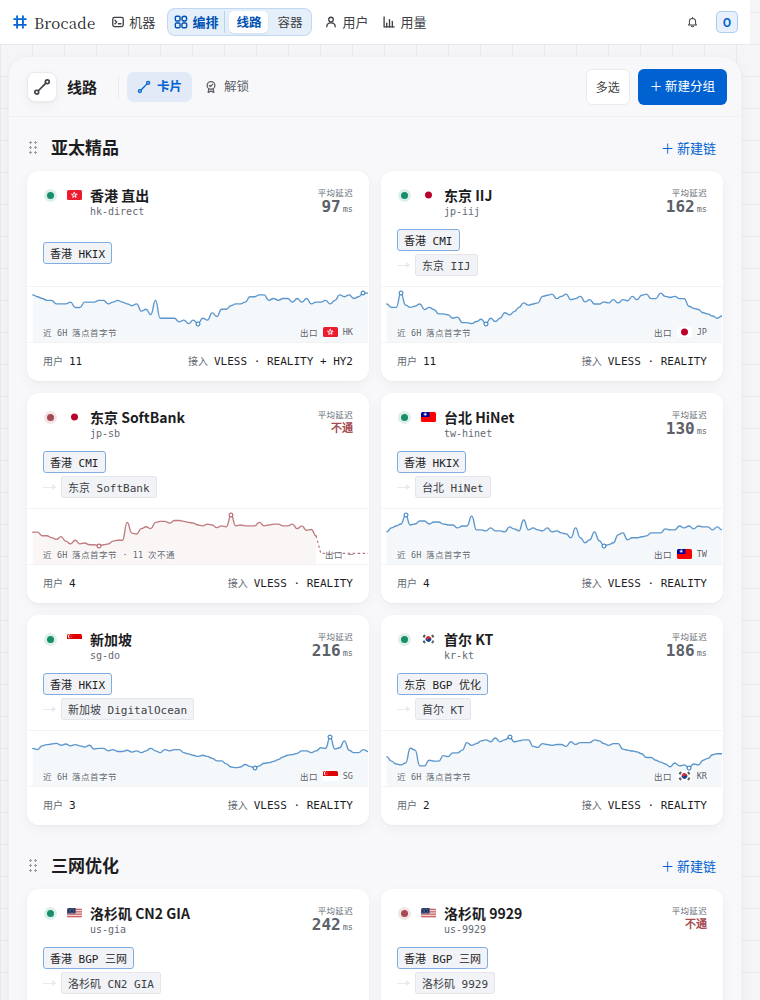 Brocade 机器 编排 线路 容器 用户 用量 O
线路 卡片 解锁 多选 + 新建分组
亚太精品 + 新建链
香港 直出 平均延迟
hk-direct 97 ms
香港 HKIX
近 6H 落点首字节 出口 HK
用户 11 接入 VLESS · REALITY + HY2
东京 IIJ 平均延迟
jp-iij 162 ms
香港 CMI
东京 IIJ
近 6H 落点首字节 出口 JP
用户 11 接入 VLESS · REALITY
东京 SoftBank 平均延迟
jp-sb 不通
香港 CMI
东京 SoftBank
近 6H 落点首字节 · 11 次不通 出口
用户 4 接入 VLESS · REALITY
台北 HiNet 平均延迟
tw-hinet 130 ms
香港 HKIX
台北 HiNet
近 6H 落点首字节 出口 TW
用户 4 接入 VLESS · REALITY
新加坡 平均延迟
sg-do 216 ms
香港 HKIX
新加坡 DigitalOcean
近 6H 落点首字节 出口 SG
用户 3 接入 VLESS · REALITY
首尔 KT 平均延迟
kr-kt 186 ms
东京 BGP 优化
首尔 KT
近 6H 落点首字节 出口 KR
用户 2 接入 VLESS · REALITY
三网优化 + 新建链
洛杉矶 CN2 GIA 平均延迟
us-gia 242 ms
香港 BGP 三网
洛杉矶 CN2 GIA
洛杉矶 9929 平均延迟
us-9929 不通
香港 BGP 三网
洛杉矶 9929